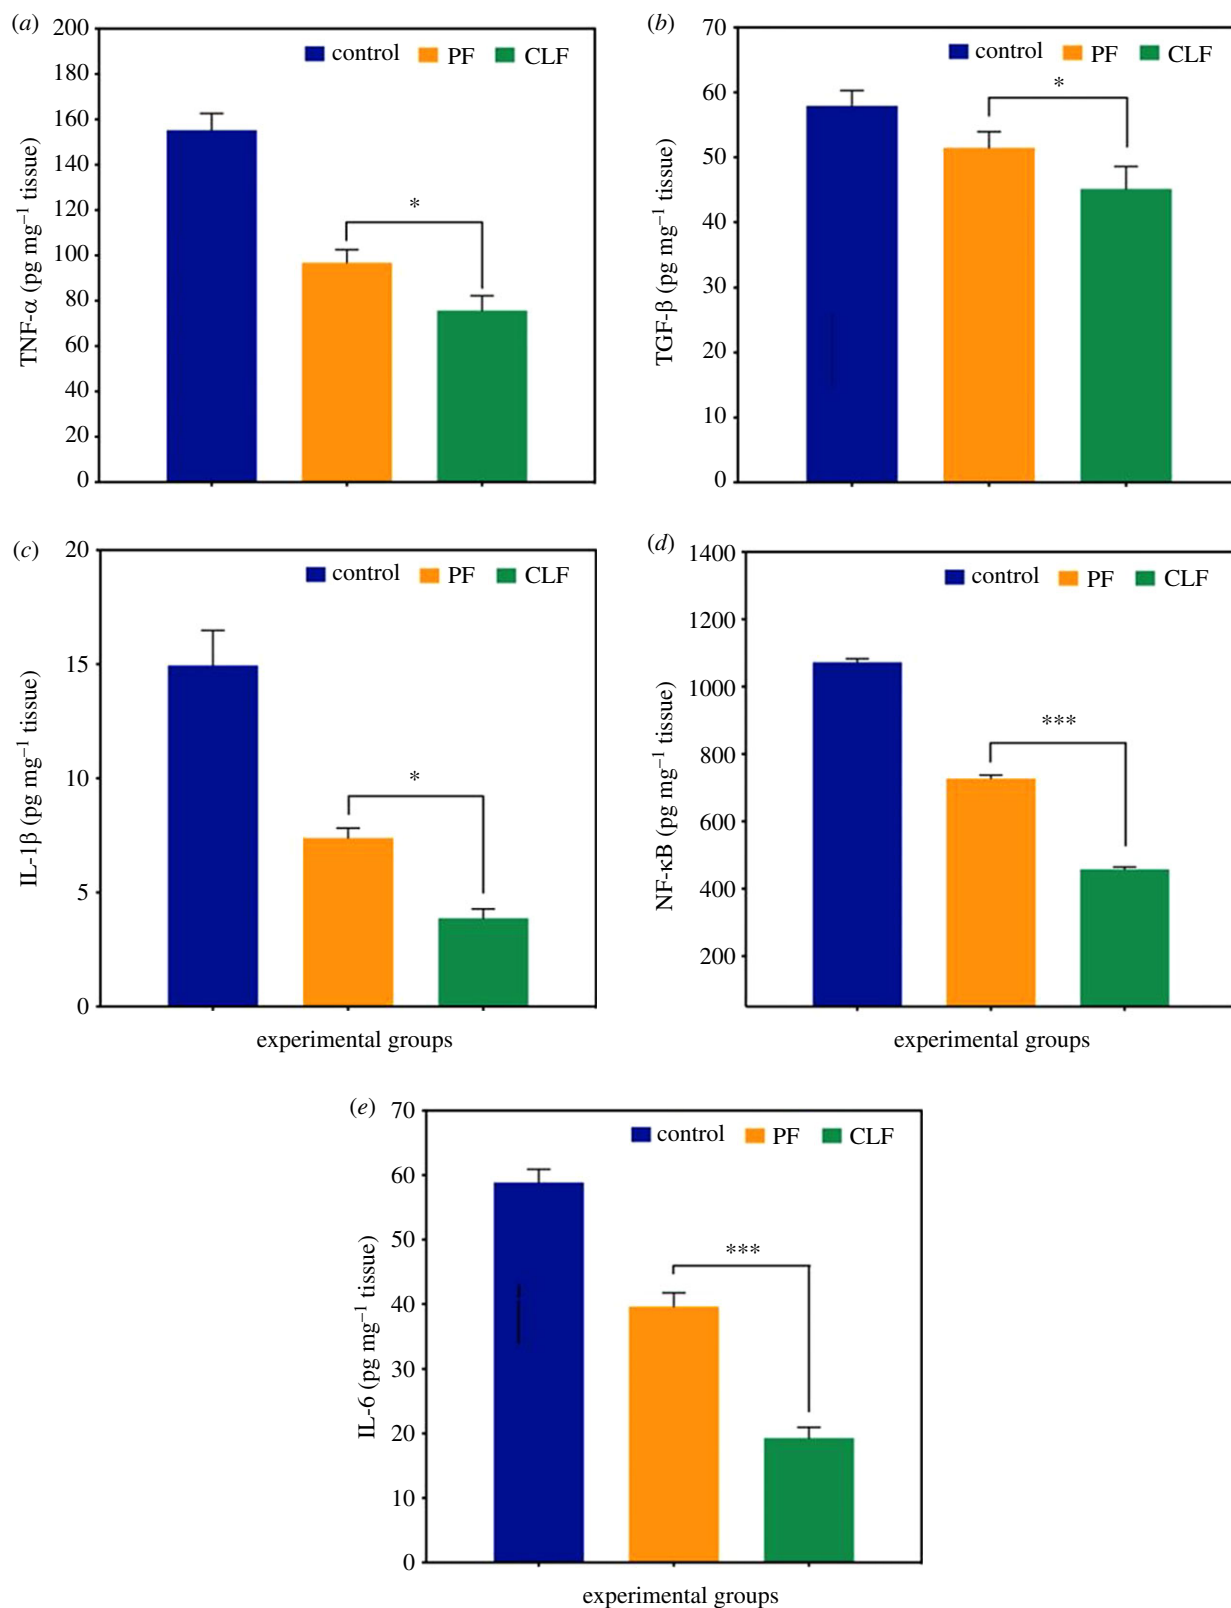 (a)
200
180
160
140
120
100
80
60
40
20
0
TNF-α (pg mg⁻¹ tissue)
control PF CLF
*
(b)
70
60
50
40
30
20
10
0
TGF-β (pg mg⁻¹ tissue)
control PF CLF
*
(c)
20
15
10
5
0
IL-1β (pg mg⁻¹ tissue)
control PF CLF
*
experimental groups
(d)
1400
1200
1000
800
600
400
200
NF-κB (pg mg⁻¹ tissue)
control PF CLF
***
experimental groups
(e)
70
60
50
40
30
20
10
0
IL-6 (pg mg⁻¹ tissue)
control PF CLF
***
experimental groups